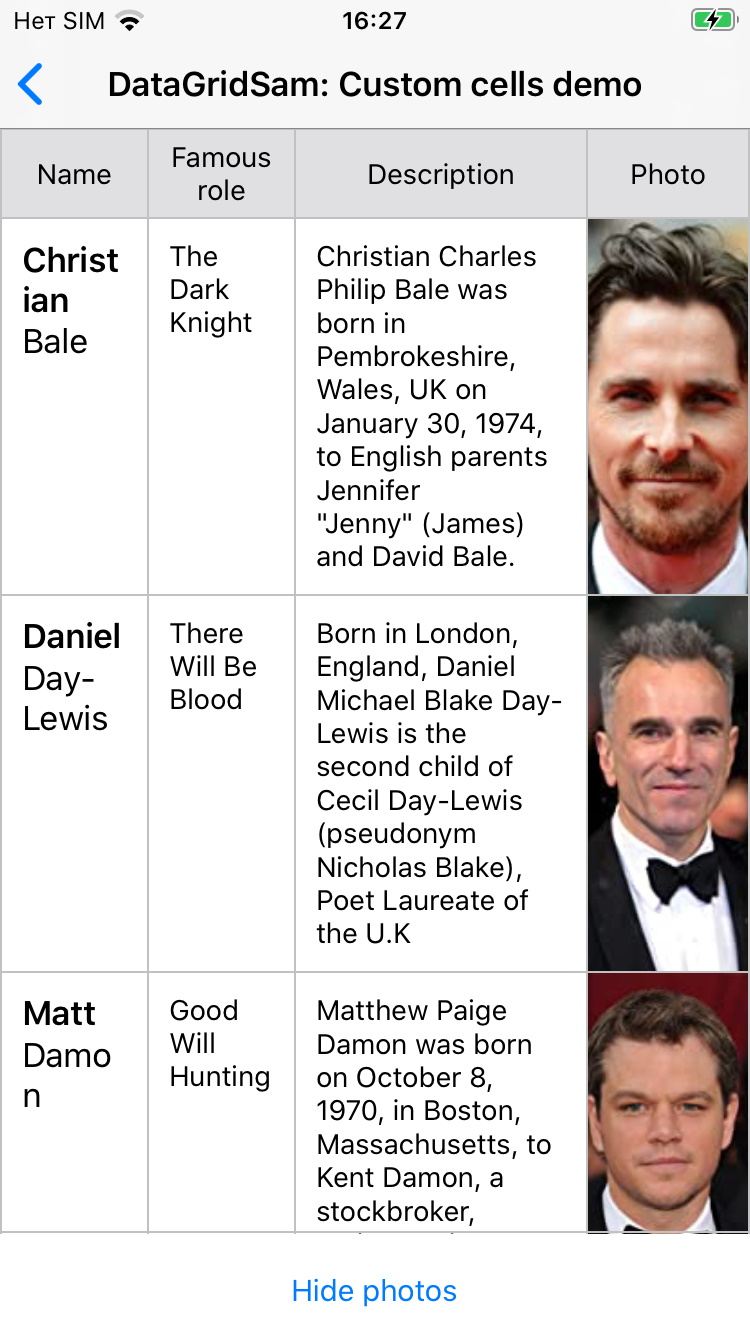 Нет SIM 16:27
DataGridSam: Custom cells demo
Name
Famous
role
Description
Photo
Christ
ian
Bale
The
Dark
Knight
Christian Charles
Philip Bale was
born in
Pembrokeshire,
Wales, UK on
January 30, 1974,
to English parents
Jennifer
"Jenny" (James)
and David Bale.
Daniel
Day-
Lewis
There
Will Be
Blood
Born in London,
England, Daniel
Michael Blake Day-
Lewis is the
second child of
Cecil Day-Lewis
(pseudonym
Nicholas Blake),
Poet Laureate of
the U.K
Matt
Damo
n
Good
Will
Hunting
Matthew Paige
Damon was born
on October 8,
1970, in Boston,
Massachusetts, to
Kent Damon, a
stockbroker,
Hide photos